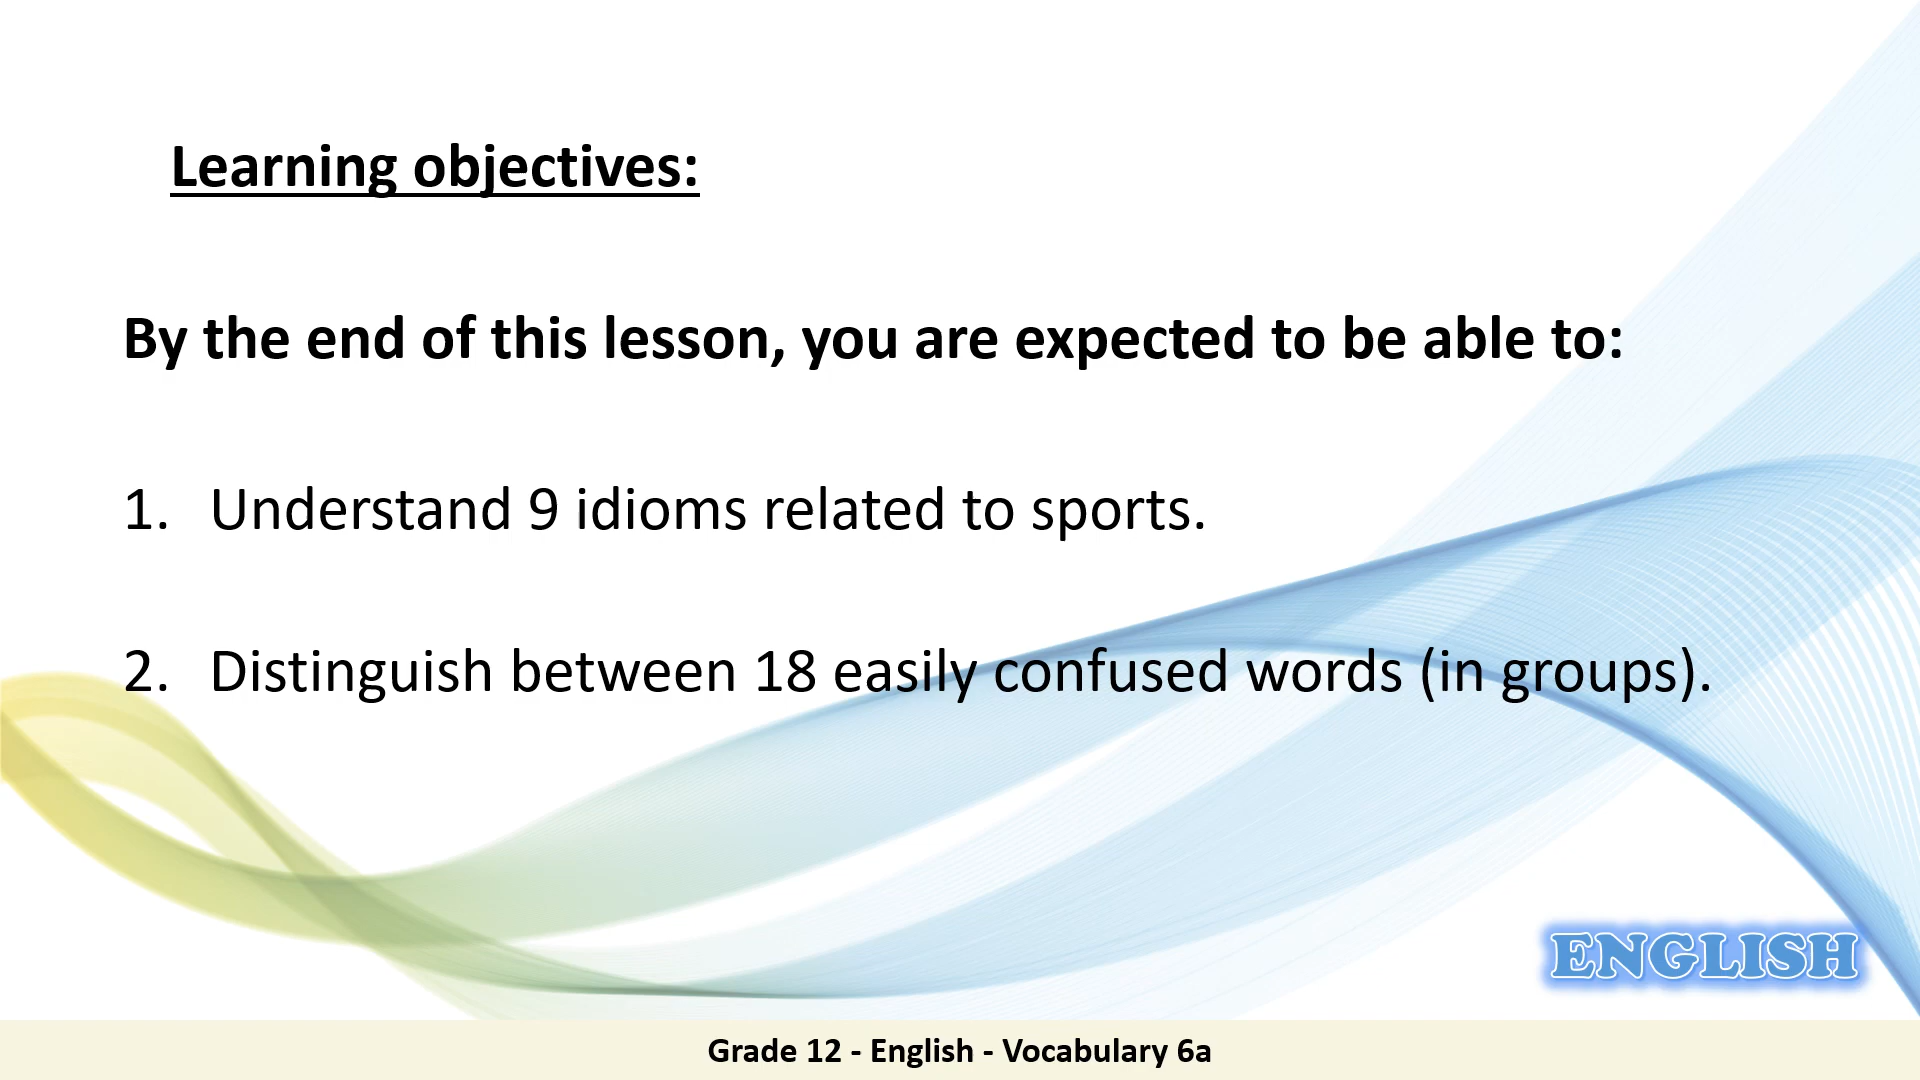 Learning objectives:
By the end of this lesson, you are expected to be able to:
1. Understand 9 idioms related to sports.
2. Distinguish between 18 easily confused words (in groups).
ENGLISH
Grade 12 - English - Vocabulary 6a